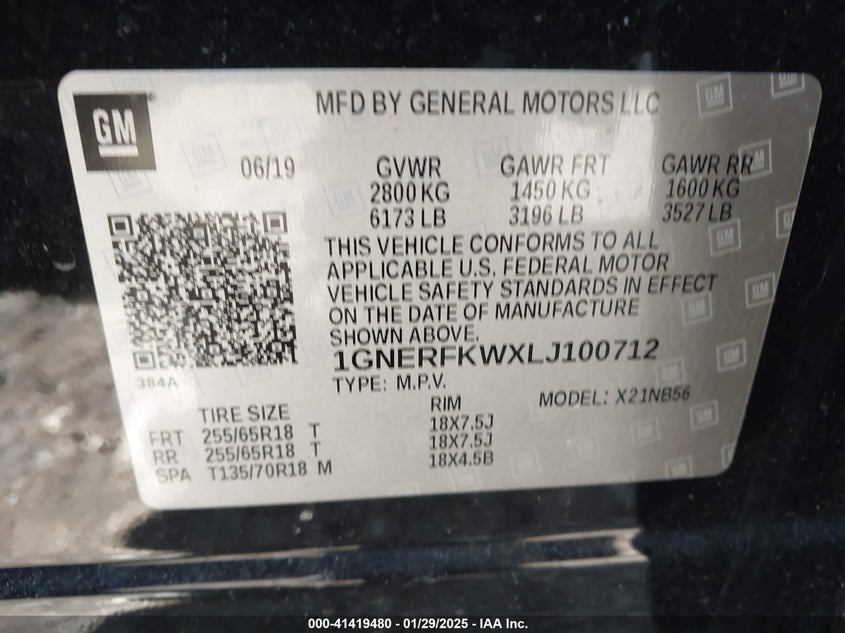 GM
MFD BY GENERAL MOTORS LLC
06/19 GVWR GAWR FRT GAWR RR
2800 KG 1450 KG 1600 KG
6173 LB 3196 LB 3527 LB
THIS VEHICLE CONFORMS TO ALL
APPLICABLE U.S. FEDERAL MOTOR
VEHICLE SAFETY STANDARDS IN EFFECT
ON THE DATE OF MANUFACTURE
SHOWN ABOVE.
1GNERFKWXLJ100712
384A
TYPE: M.P.V. MODEL: X21NB56
TIRE SIZE RIM
FRT 255/65R18 T 18X7.5J
RR 255/65R18 T 18X7.5J
SPA T135/70R18 M 18X4.5B
000-41419480 - 01/29/2025 - IAA Inc.